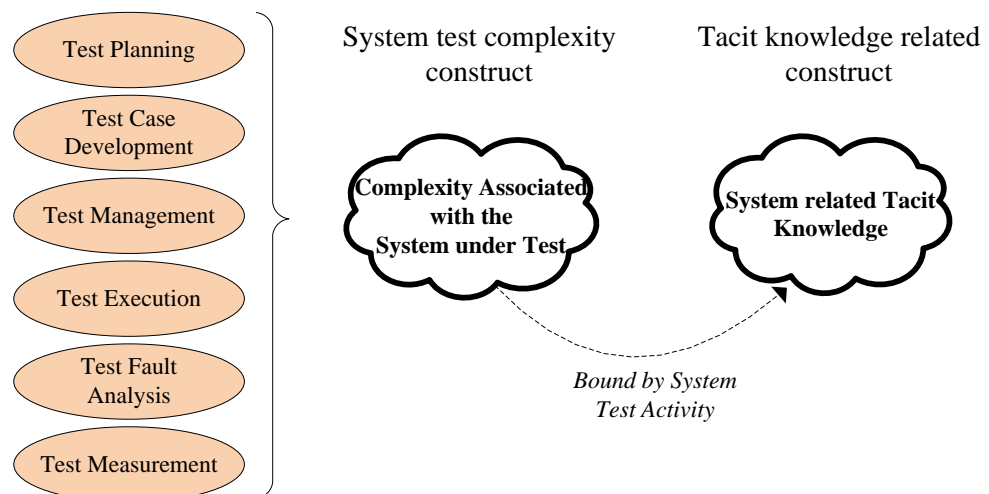 Test Planning
Test Case
Development
Test Management
Test Execution
Test Fault
Analysis
Test Measurement
System test complexity
construct
Complexity Associated
with the
System under Test
Tacit knowledge related
construct
System related Tacit
Knowledge
Bound by System
Test Activity